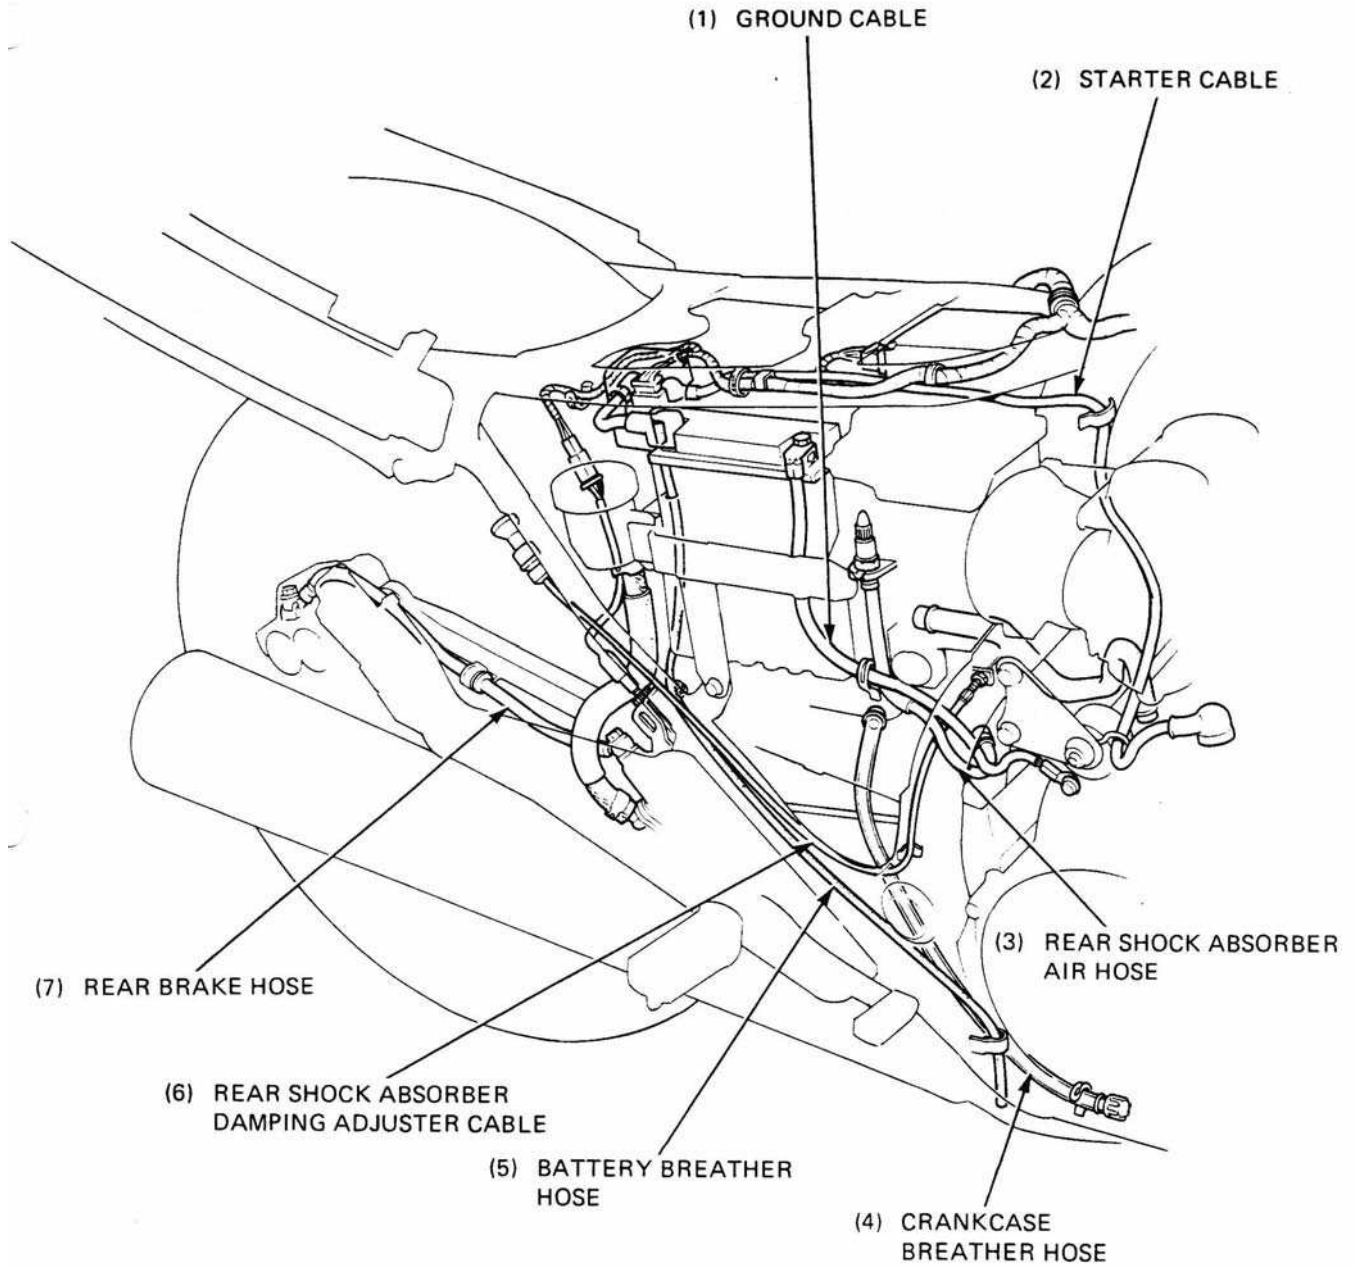 (1) GROUND CABLE
(2) STARTER CABLE
(3) REAR SHOCK ABSORBER
AIR HOSE
(7) REAR BRAKE HOSE
(6) REAR SHOCK ABSORBER
DAMPING ADJUSTER CABLE
(5) BATTERY BREATHER
HOSE
(4) CRANKCASE
BREATHER HOSE